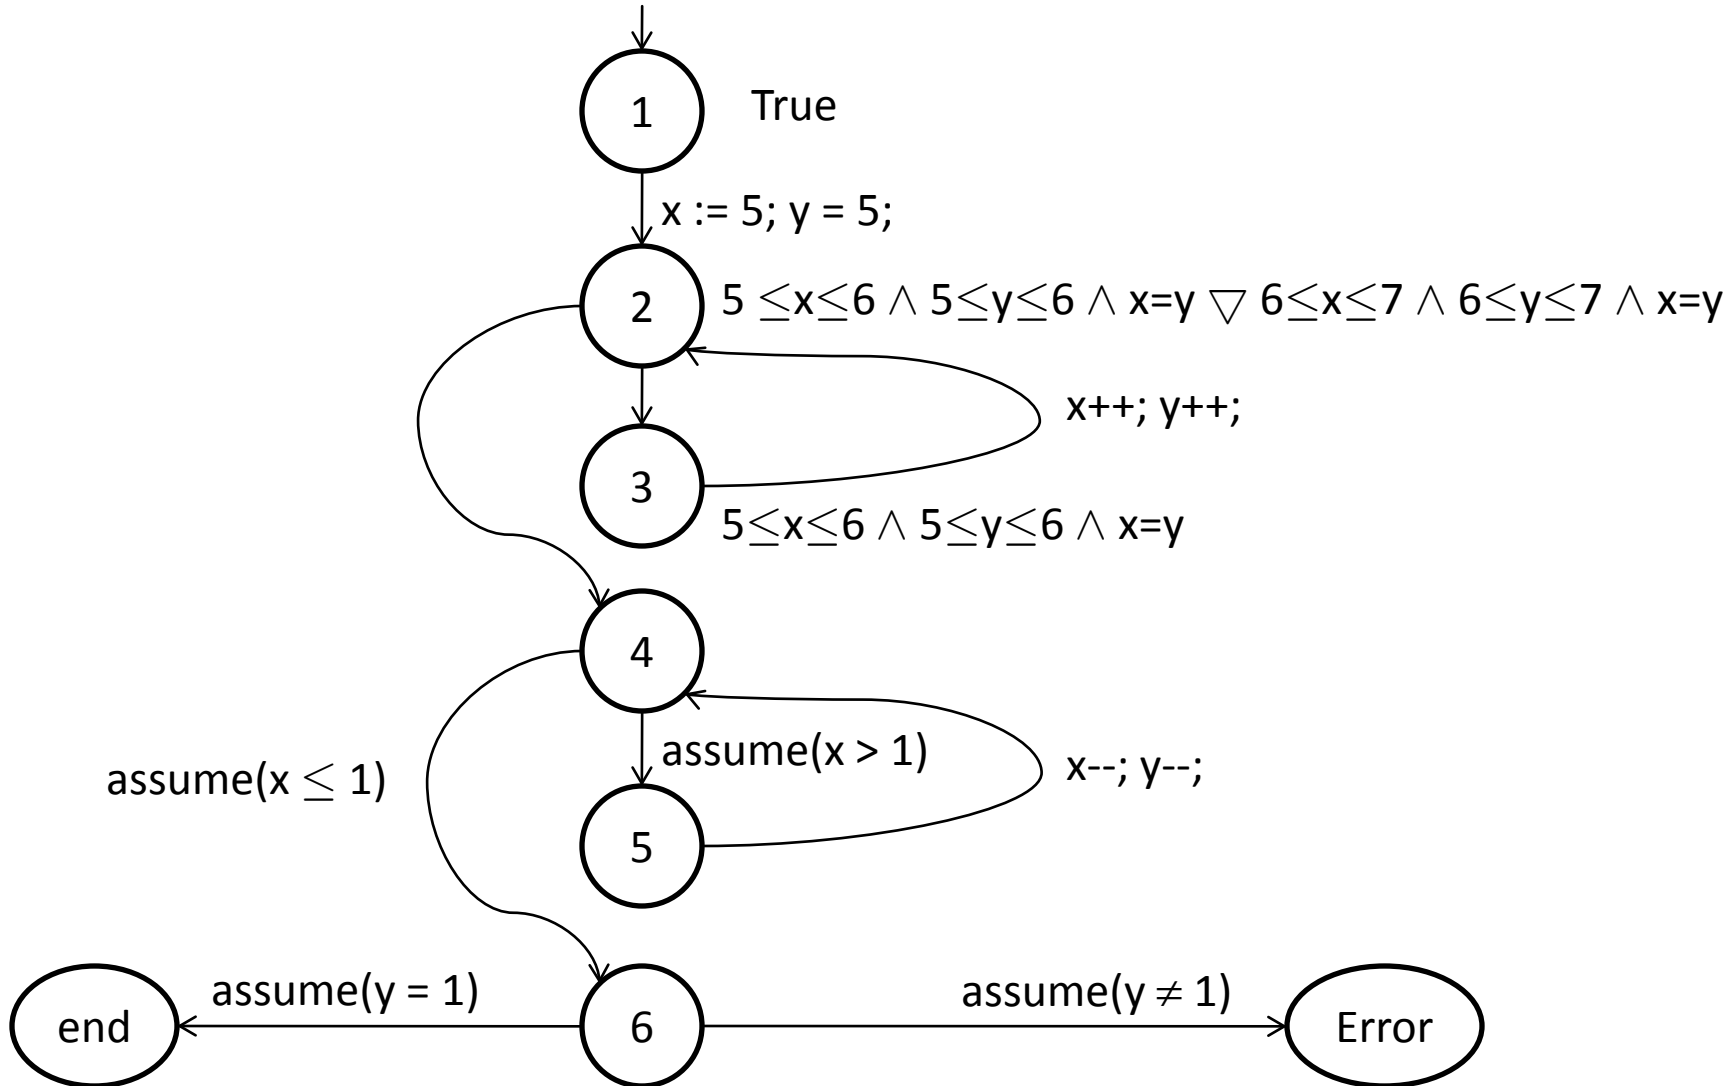 1 True
x := 5; y = 5;
2 5 ≤x≤6 ∧ 5≤y≤6 ∧ x=y ▽ 6≤x≤7 ∧ 6≤y≤7 ∧ x=y
x++; y++;
3
5≤x≤6 ∧ 5≤y≤6 ∧ x=y
4
assume(x > 1)
assume(x ≤ 1)
x--; y--;
5
assume(y = 1)
assume(y ≠ 1)
end
6
Error